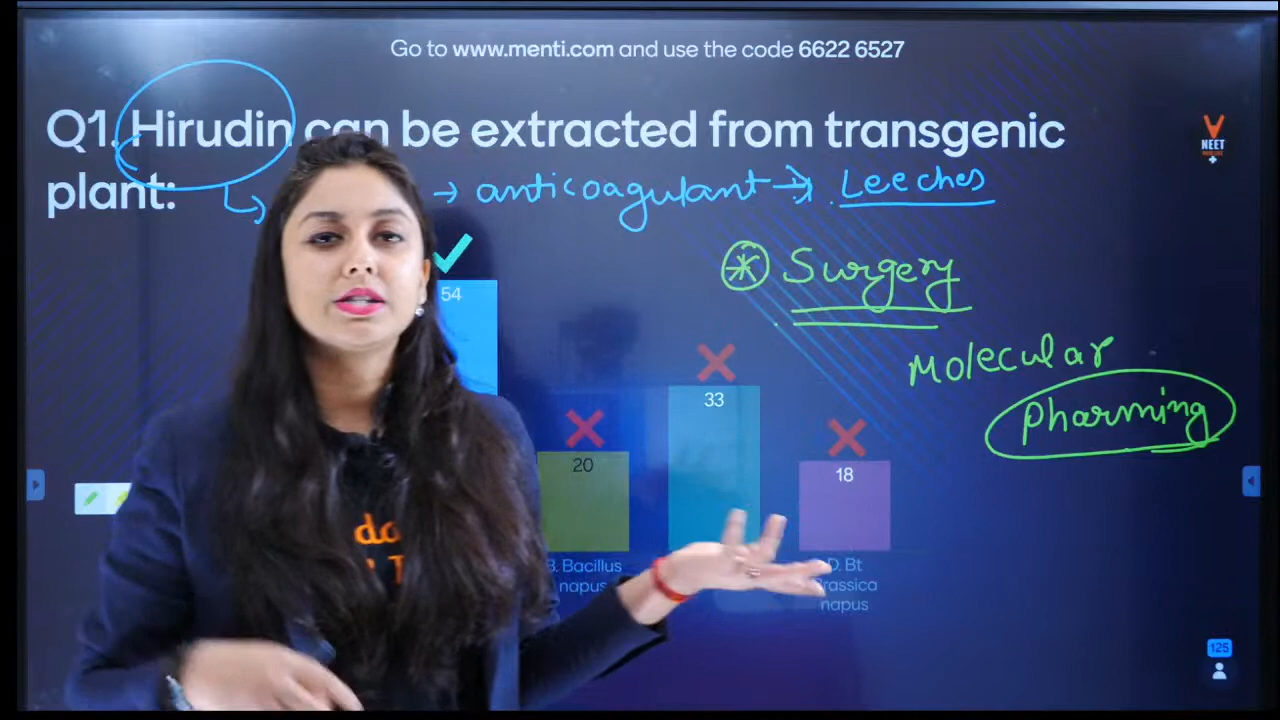 Go to www.menti.com and use the code 6622 6527
Q1. Hirudin can be extracted from transgenic
plant:
→ anticoagulant → Leeches
54
Surgery
Molecular
Pharming
33
20
18
B. Bacillus
napus
D. Bt
Brassica
napus
NEET
125